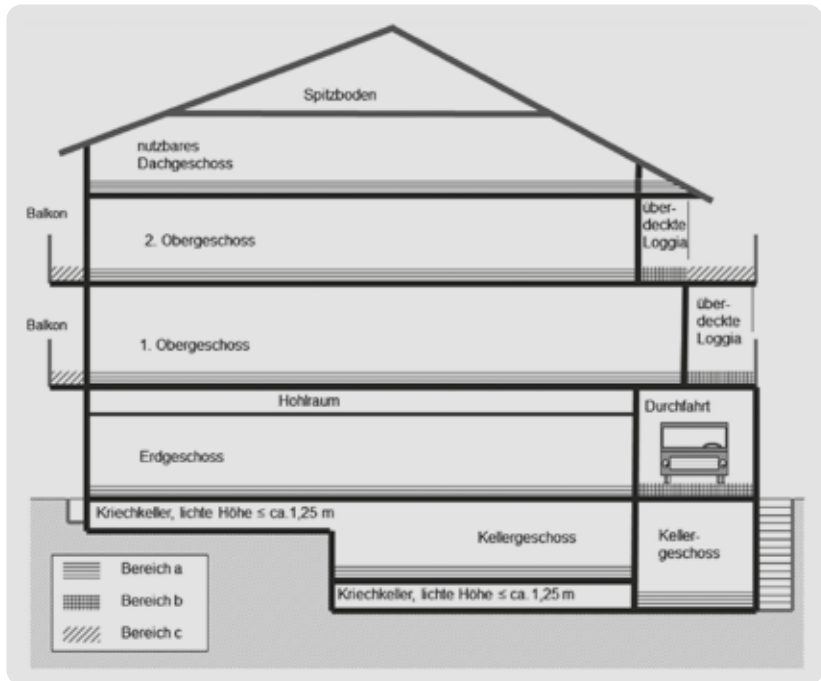 Spitzboden
nutzbares
Dachgeschoss
Balkon
2. Obergeschoss
über-
deckte
Loggia
Balkon
1. Obergeschoss
über-
deckte
Loggia
Hohlraum
Durchfahrt
Erdgeschoss
Kriechkeller, lichte Höhe ≤ ca.1,25 m
Kellergeschoss
Keller-
geschoss
Kriechkeller, lichte Höhe ≤ ca. 1,25 m
Bereich a
Bereich b
Bereich c